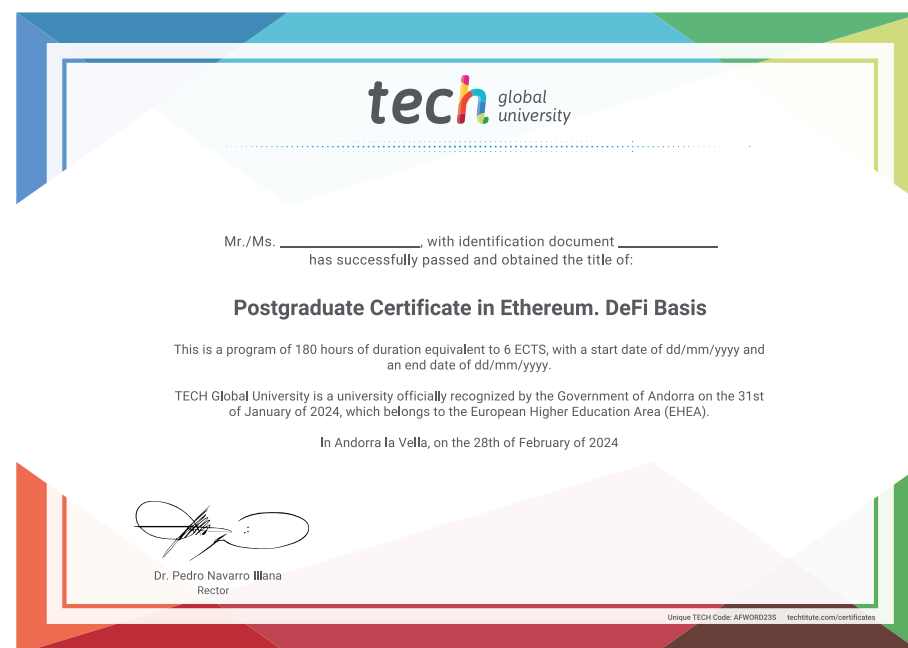 tech global
university
Mr./Ms. ____________________, with identification document ______________
has successfully passed and obtained the title of:
Postgraduate Certificate in Ethereum. DeFi Basis
This is a program of 180 hours of duration equivalent to 6 ECTS, with a start date of dd/mm/yyyy and
an end date of dd/mm/yyyy.
TECH Global University is a university officially recognized by the Government of Andorra on the 31st
of January of 2024, which belongs to the European Higher Education Area (EHEA).
In Andorra la Vella, on the 28th of February of 2024
Dr. Pedro Navarro Illana
Rector
Unique TECH Code: AFWORD23S techtitute.com/certificates